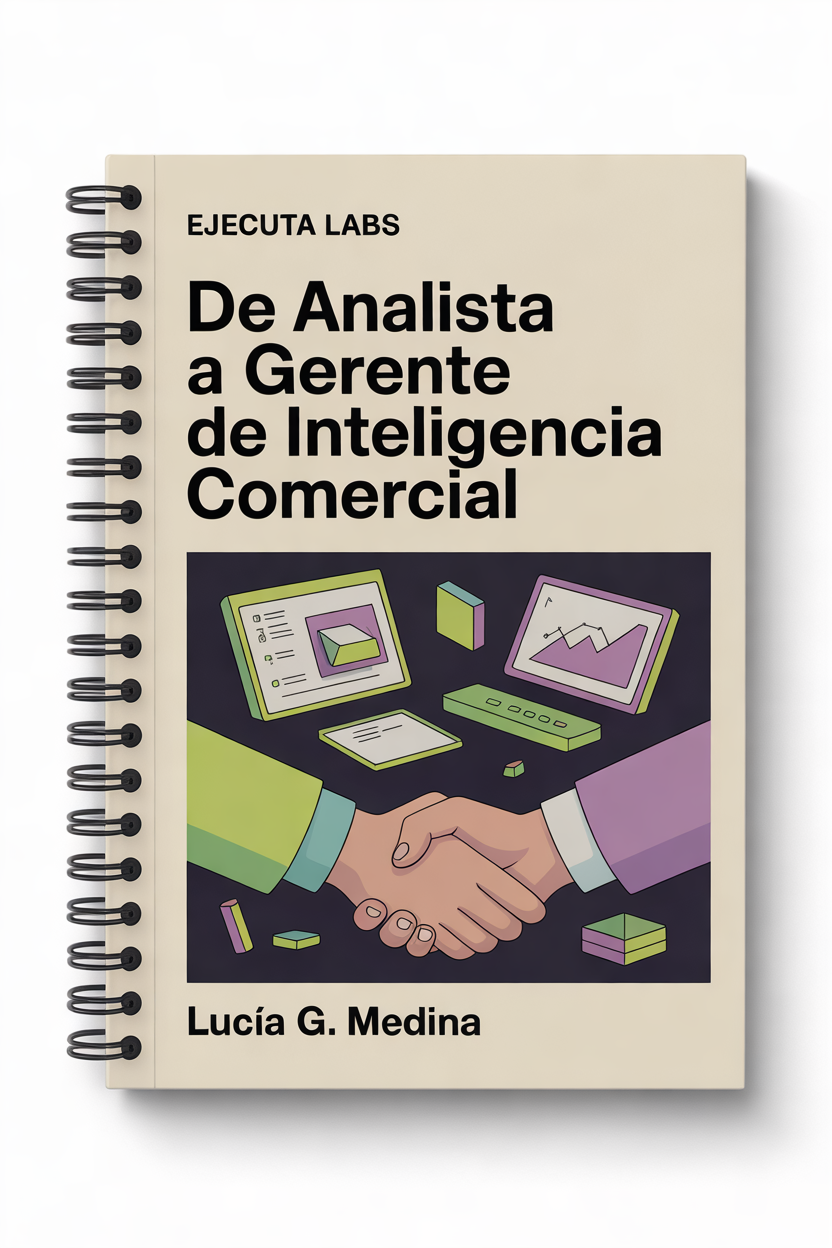 EJECUTA LABS
De Analista
a Gerente
de Inteligencia
Comercial
Lucía G. Medina